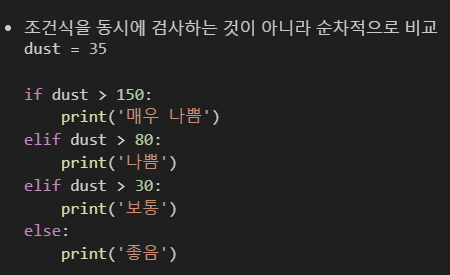 • 조건식을 동시에 검사하는 것이 아니라 순차적으로 비교
dust = 35

if dust > 150:
    print('매우 나쁨')
elif dust > 80:
    print('나쁨')
elif dust > 30:
    print('보통')
else:
    print('좋음')